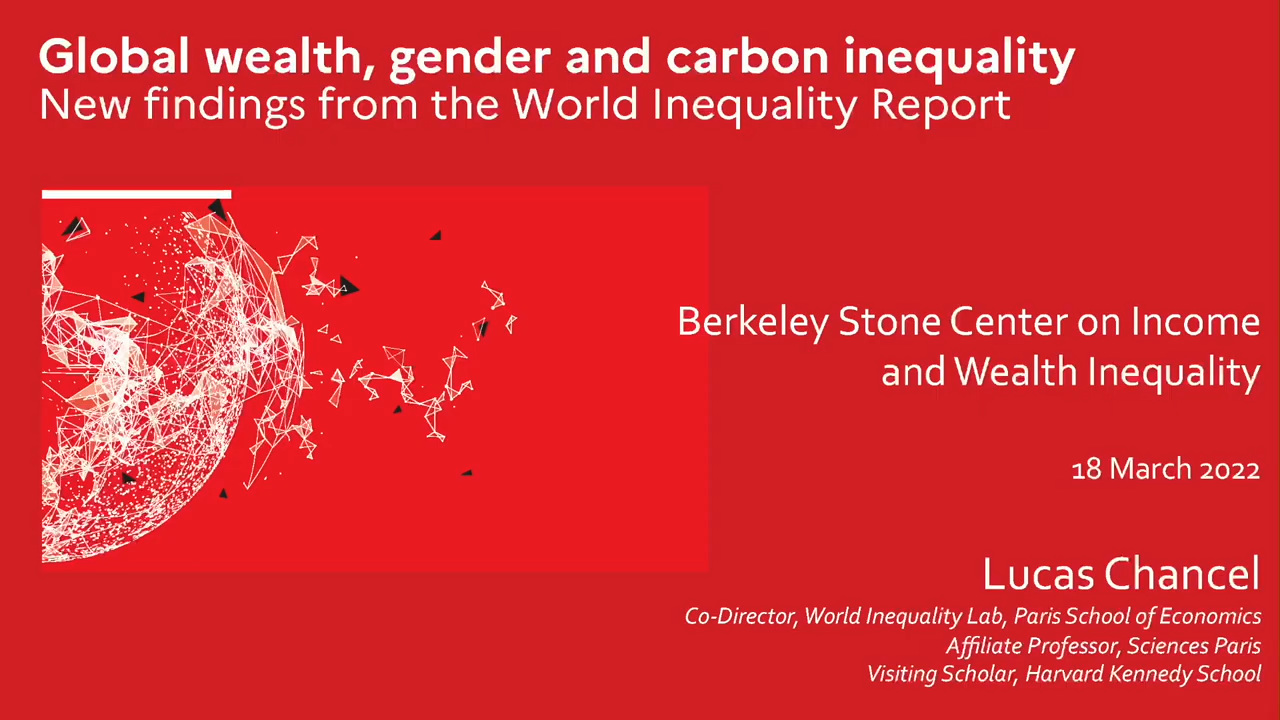 Global wealth, gender and carbon inequality
New findings from the World Inequality Report
Berkeley Stone Center on Income
and Wealth Inequality
18 March 2022
Lucas Chancel
Co-Director, World Inequality Lab, Paris School of Economics
Affiliate Professor, Sciences Paris
Visiting Scholar, Harvard Kennedy School